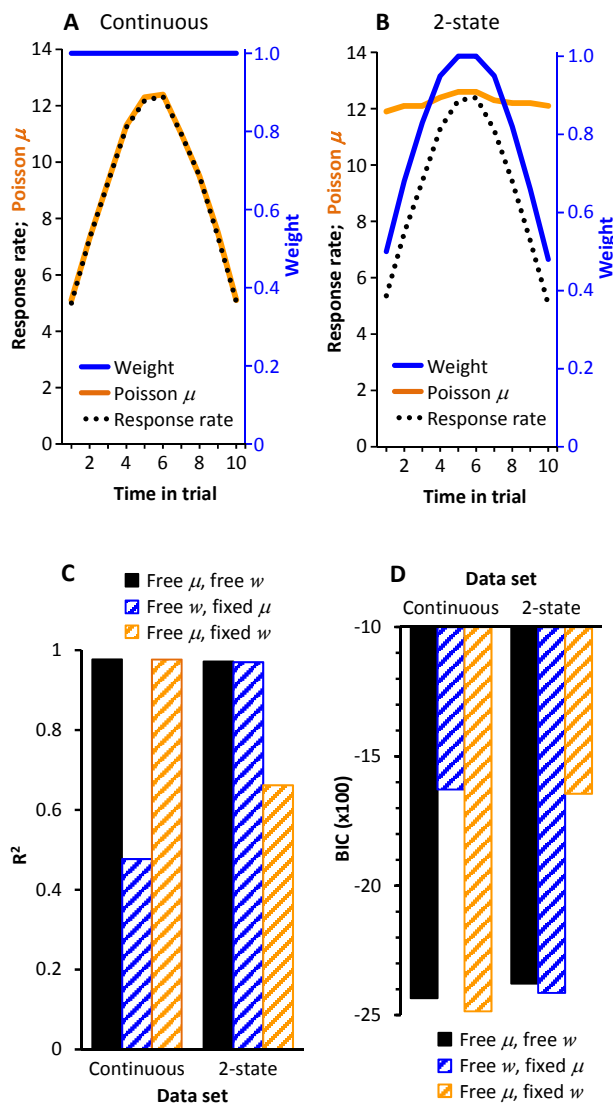 A Continuous
14
12
10
8
6
4
2
0
Response rate; Poisson μ
1.0
0.8
0.6
0.4
0.2
0
Weight
Weight
Poisson μ
Response rate
2 4 6 8 10
Time in trial
B 2-state
14
12
10
8
6
4
2
0
Response rate; Poisson μ
1.0
0.8
0.6
0.4
0.2
0
Weight
Weight
Poisson μ
Response rate
2 4 6 8 10
Time in trial
C
Free μ, free w
Free w, fixed μ
Free μ, fixed w
1
0.8
0.6
0.4
0.2
0
R²
Continuous 2-state
Data set
D
Data set
Continuous 2-state
-10
-15
-20
-25
BIC (x100)
Free μ, free w
Free w, fixed μ
Free μ, fixed w